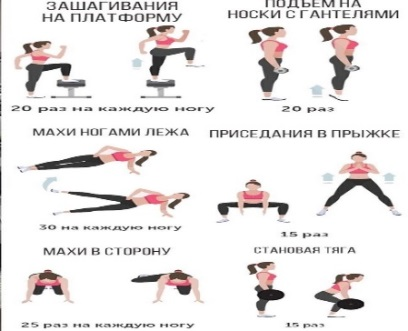 ЗАШАГИВАНИЯ
НА ПЛАТФОРМУ
20 раз на каждую ногу
ПОДЪЕМ НА
НОСКИ С ГАНТЕЛЯМИ
20 раз
МАХИ НОГАМИ ЛЕЖА
30 на каждую ногу
ПРИСЕДАНИЯ В ПРЫЖКЕ
15 раз
МАХИ В СТОРОНУ
25 раз на каждую ногу
СТАНОВАЯ ТЯГА
15 раз